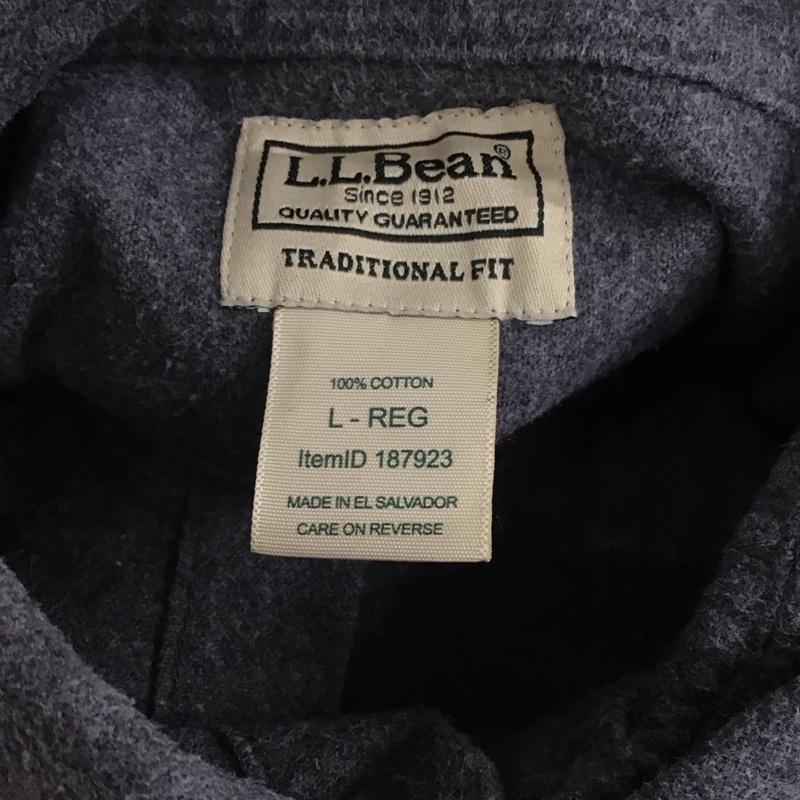 L.L.Bean®
Since 1912
QUALITY GUARANTEED
TRADITIONAL FIT
100% COTTON
L - REG
ItemID 187923
MADE IN EL SALVADOR
CARE ON REVERSE